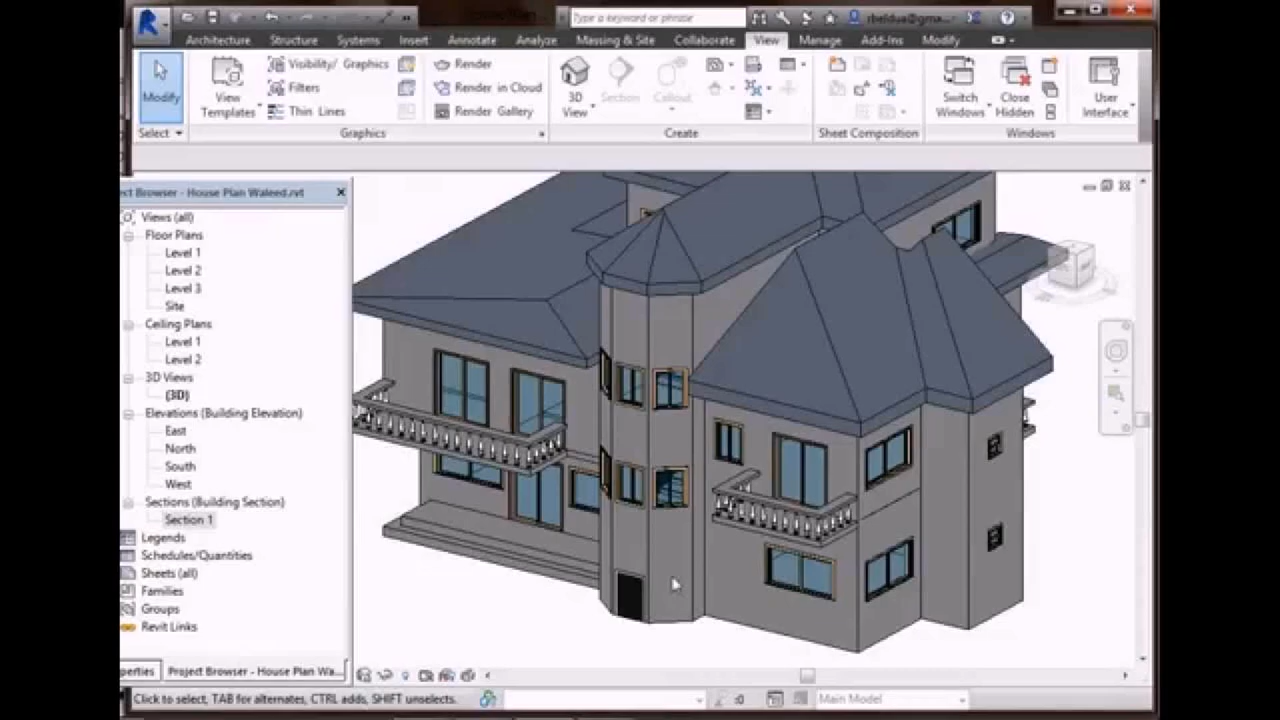 Type a keyword or phrase
Architecture Structure Systems Insert Annotate Analyze Massing & Site Collaborate View Manage Add-Ins Modify
Modify
View Templates
Visibility/ Graphics
Filters
Thin Lines
Render
Render in Cloud
Render Gallery
3D View
Section
Callout
Switch Windows
Close Hidden
User Interface
Select Graphics Create Sheet Composition Windows
ct Browser - House Plan Waleed.rvt
Views (all)
Floor Plans
Level 1
Level 2
Level 3
Site
Ceiling Plans
Level 1
Level 2
3D Views
(3D)
Elevations (Building Elevation)
East
North
South
West
Sections (Building Section)
Section 1
Legends
Schedules/Quantities
Sheets (all)
Families
Groups
Revit Links
perties Project Browser - House Plan Wa...
Click to select, TAB for alternates, CTRL adds, SHIFT unselects. :0 Main Model